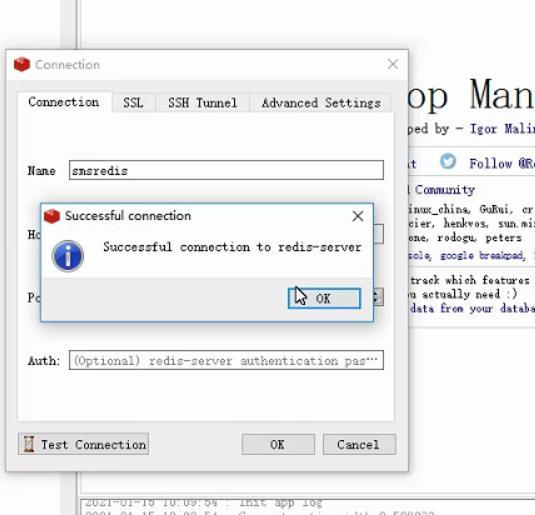 Connection
Connection SSL SSH Tunnel Advanced Settings
op Man
ped by - Igor Malin
Name smsredis
Follow @Re
Community
inux_china, GuRui, cr
cier, henkvos, sun.mi
one, rodogu, peters
sole, google breakpad,
Successful connection
Successful connection to redis-server
OK
Ho
Po
track which features
u actually need :)
data from your databa
Auth: (Optional) redis-server authentication pas...
Test Connection OK Cancel
2021-01-15 10:09:54 : Init app log